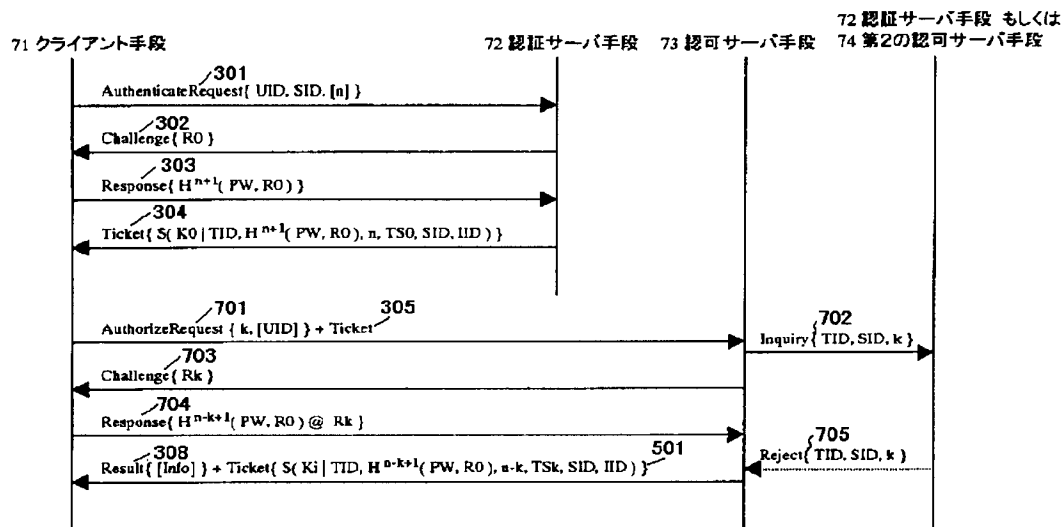 72 認証サーバ手段 もしくは
71 クライアント手段 72 認証サーバ手段 73 認可サーバ手段 74 第2の認可サーバ手段
301
AuthenticateRequest{ UID, SID, [n] }
302
Challenge{ R0 }
303
Response{ H^n+1( PW, R0 ) }
304
Ticket{ S( K0 | TID, H^n+1( PW, R0 ), n, TS0, SID, IID ) }
701
305
AuthorizeRequest { k, [UID] } + Ticket
702
Inquiry{ TID, SID, k }
703
Challenge{ Rk }
704
Response{ H^n-k+1( PW, R0 ) @ Rk }
705
Reject{ TID, SID, k }
308
501
Result{ [Info] } + Ticket{ S( Ki | TID, H^n-k+1( PW, R0 ), n-k, TSk, SID, IID ) }